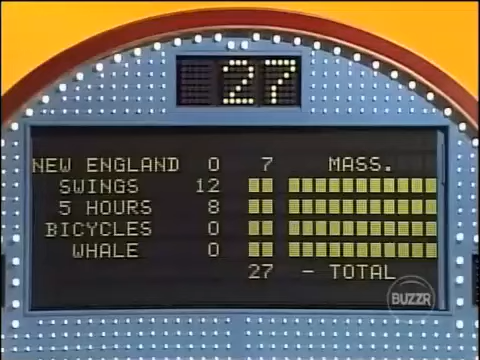 27
NEW ENGLAND 0 7 MASS.
SWINGS 12
5 HOURS 8
BICYCLES 0
WHALE 0
27 - TOTAL
BUZZR